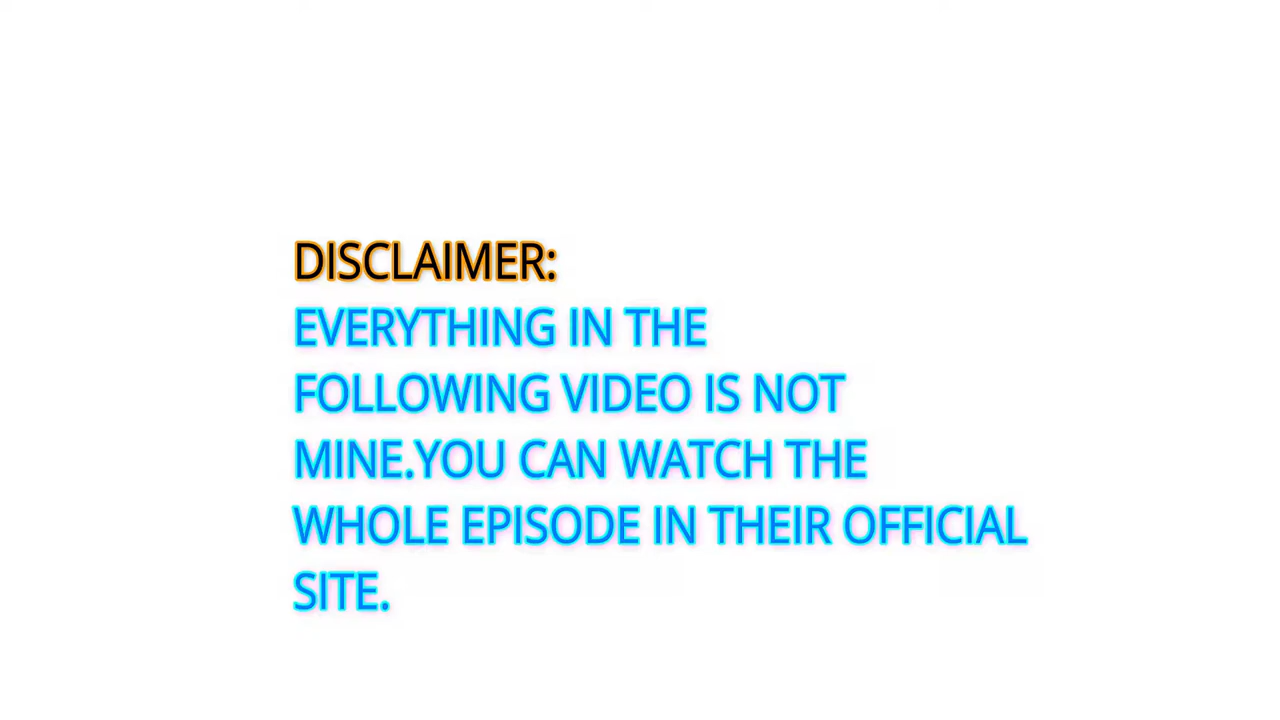 DISCLAIMER:
EVERYTHING IN THE
FOLLOWING VIDEO IS NOT
MINE.YOU CAN WATCH THE
WHOLE EPISODE IN THEIR OFFICIAL
SITE.